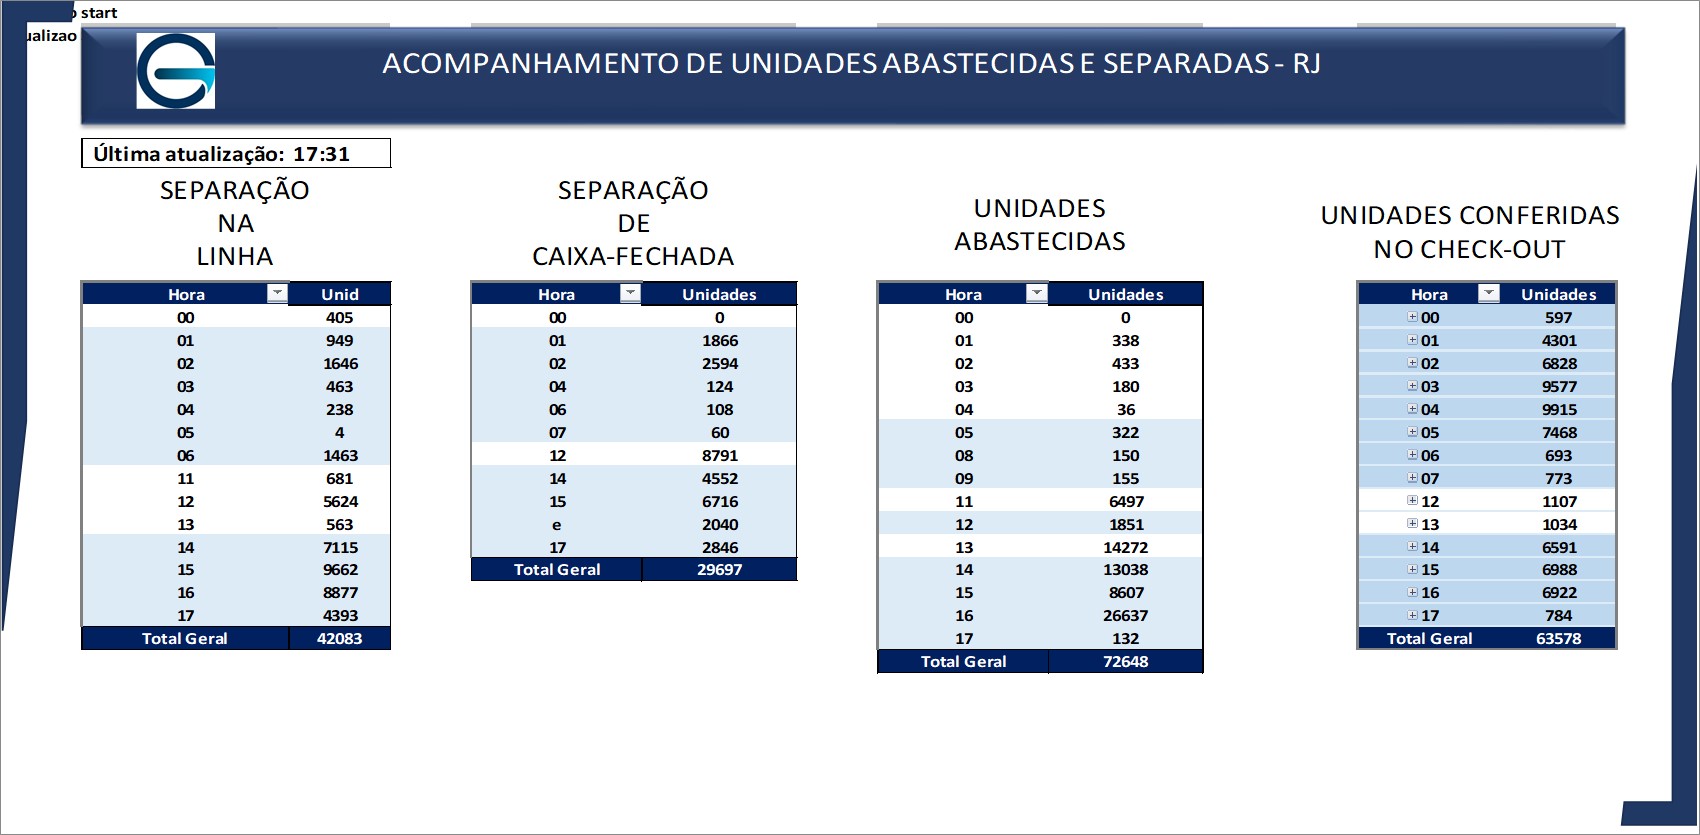 start
ualizao
ACOMPANHAMENTO DE UNIDADES ABASTECIDAS E SEPARADAS - RJ
Última atualização: 17:31
SEPARAÇÃO
NA
LINHA
Hora Unid
00 405
01 949
02 1646
03 463
04 238
05 4
06 1463
11 681
12 5624
13 563
14 7115
15 9662
16 8877
17 4393
Total Geral 42083
SEPARAÇÃO
DE
CAIXA-FECHADA
Hora Unidades
00 0
01 1866
02 2594
04 124
06 108
07 60
12 8791
14 4552
15 6716
e 2040
17 2846
Total Geral 29697
UNIDADES
ABASTECIDAS
Hora Unidades
00 0
01 338
02 433
03 180
04 36
05 322
08 150
09 155
11 6497
12 1851
13 14272
14 13038
15 8607
16 26637
17 132
Total Geral 72648
UNIDADES CONFERIDAS
NO CHECK-OUT
Hora Unidades
00 597
01 4301
02 6828
03 9577
04 9915
05 7468
06 693
07 773
12 1107
13 1034
14 6591
15 6988
16 6922
17 784
Total Geral 63578